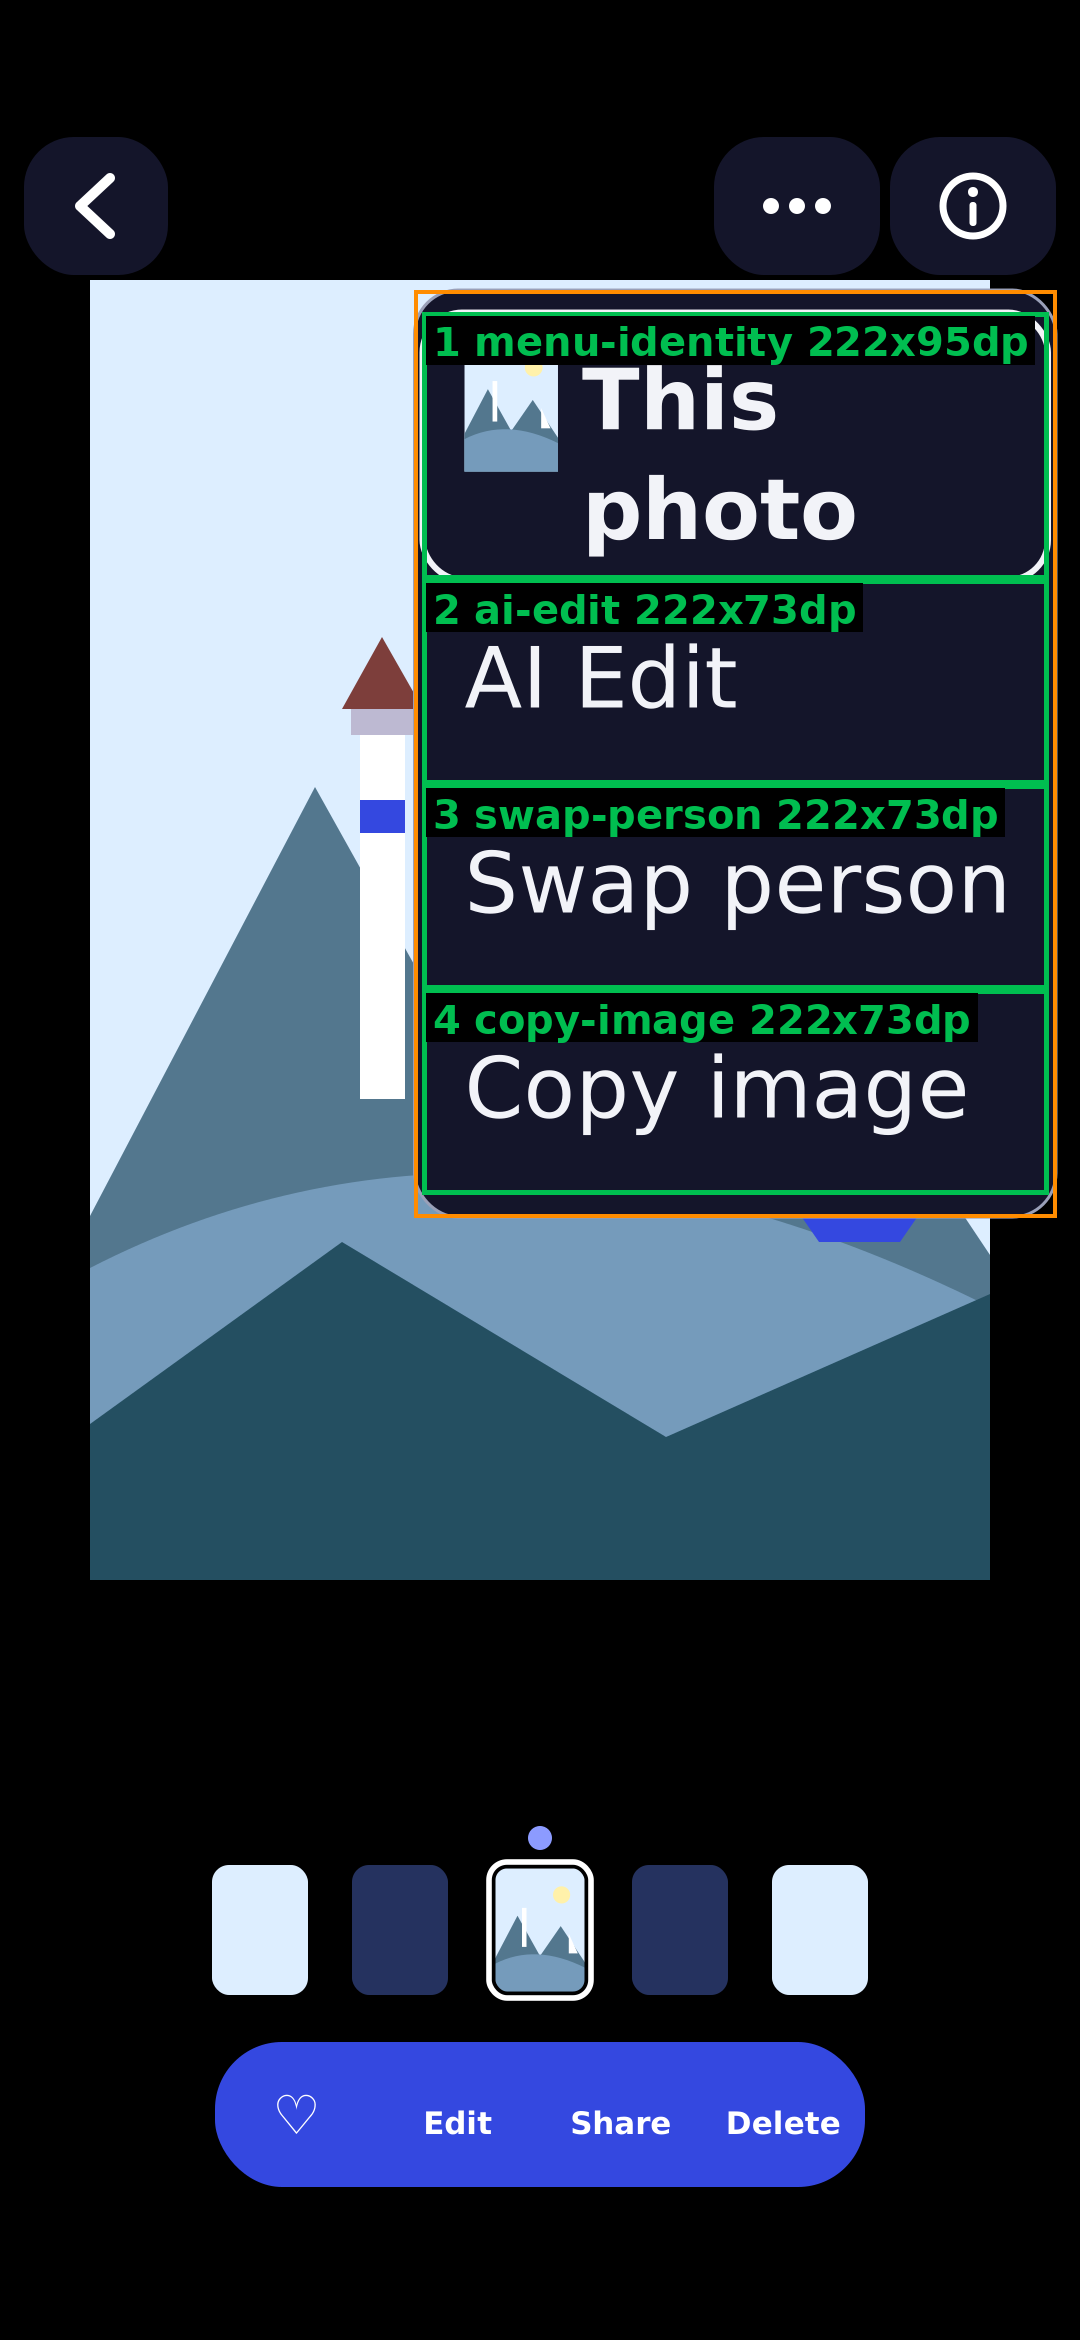 1 menu-identity 222x95dp
This
photo
2 ai-edit 222x73dp
AI Edit
3 swap-person 222x73dp
Swap person
4 copy-image 222x73dp
Copy image
♡ Edit Share Delete